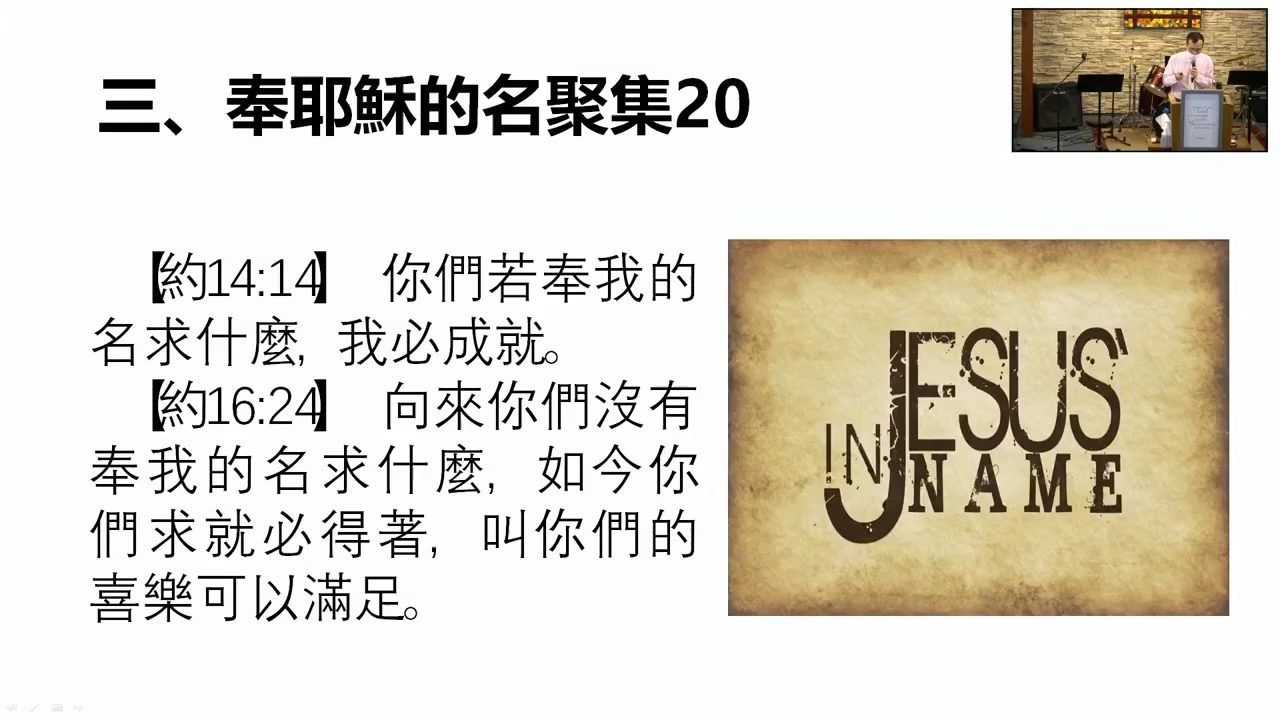 三、奉耶穌的名聚集20
【約14:14】 你們若奉我的
名求什麼, 我必成就。
【約16:24】 向來你們沒有
奉我的名求什麼, 如今你
們求就必得著, 叫你們的
喜樂可以滿足。
IN JESUS'
NAME